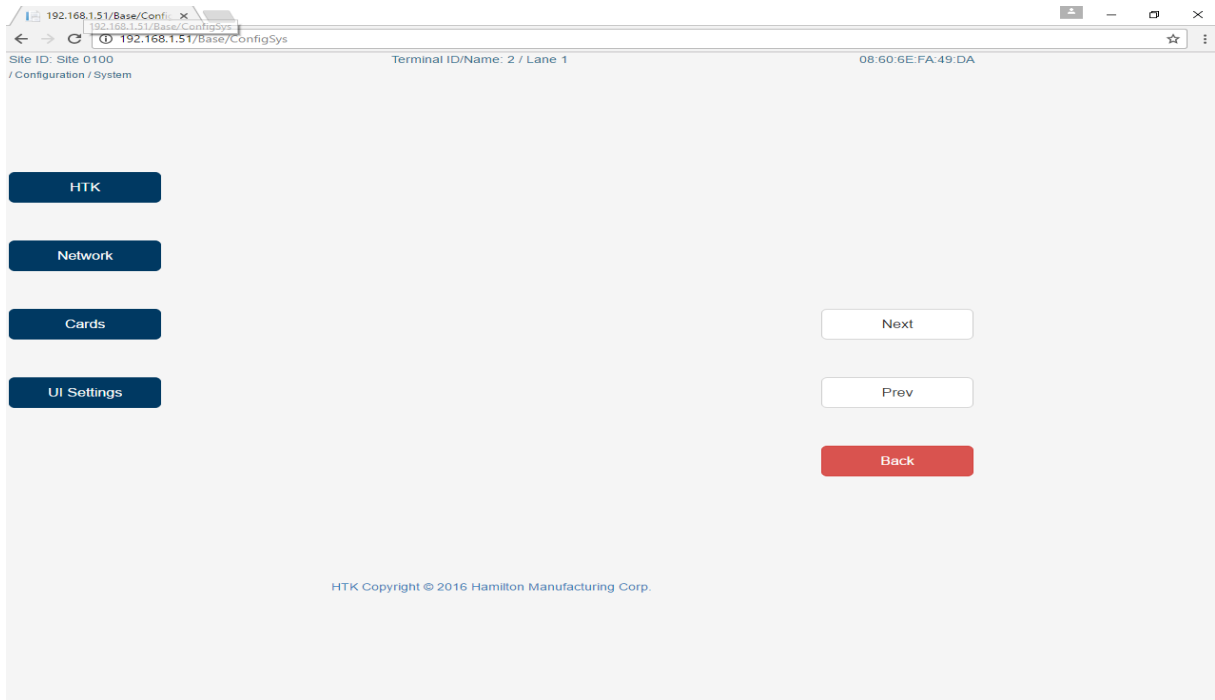 192.168.1.51/Base/Config
192.168.1.51/Base/ConfigSys
192.168.1.51/Base/ConfigSys
Site ID: Site 0100
Terminal ID/Name: 2 / Lane 1
08:60:6E:FA:49:DA
/ Configuration / System
HTK
Network
Cards
Next
UI Settings
Prev
Back
HTK Copyright © 2016 Hamilton Manufacturing Corp.